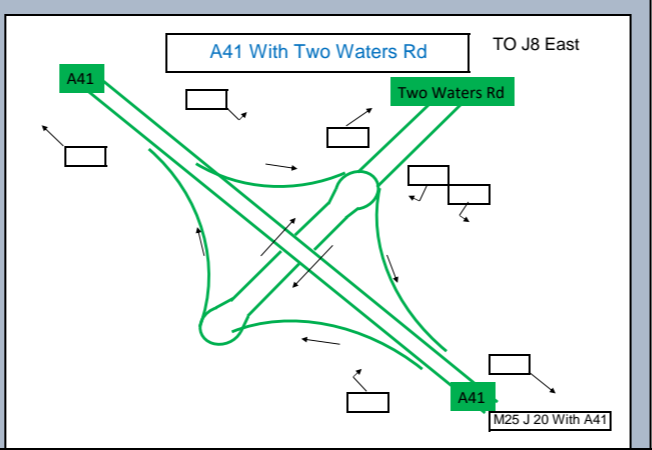 A41 With Two Waters Rd
TO J8 East
A41
Two Waters Rd
A41
M25 J 20 With A41